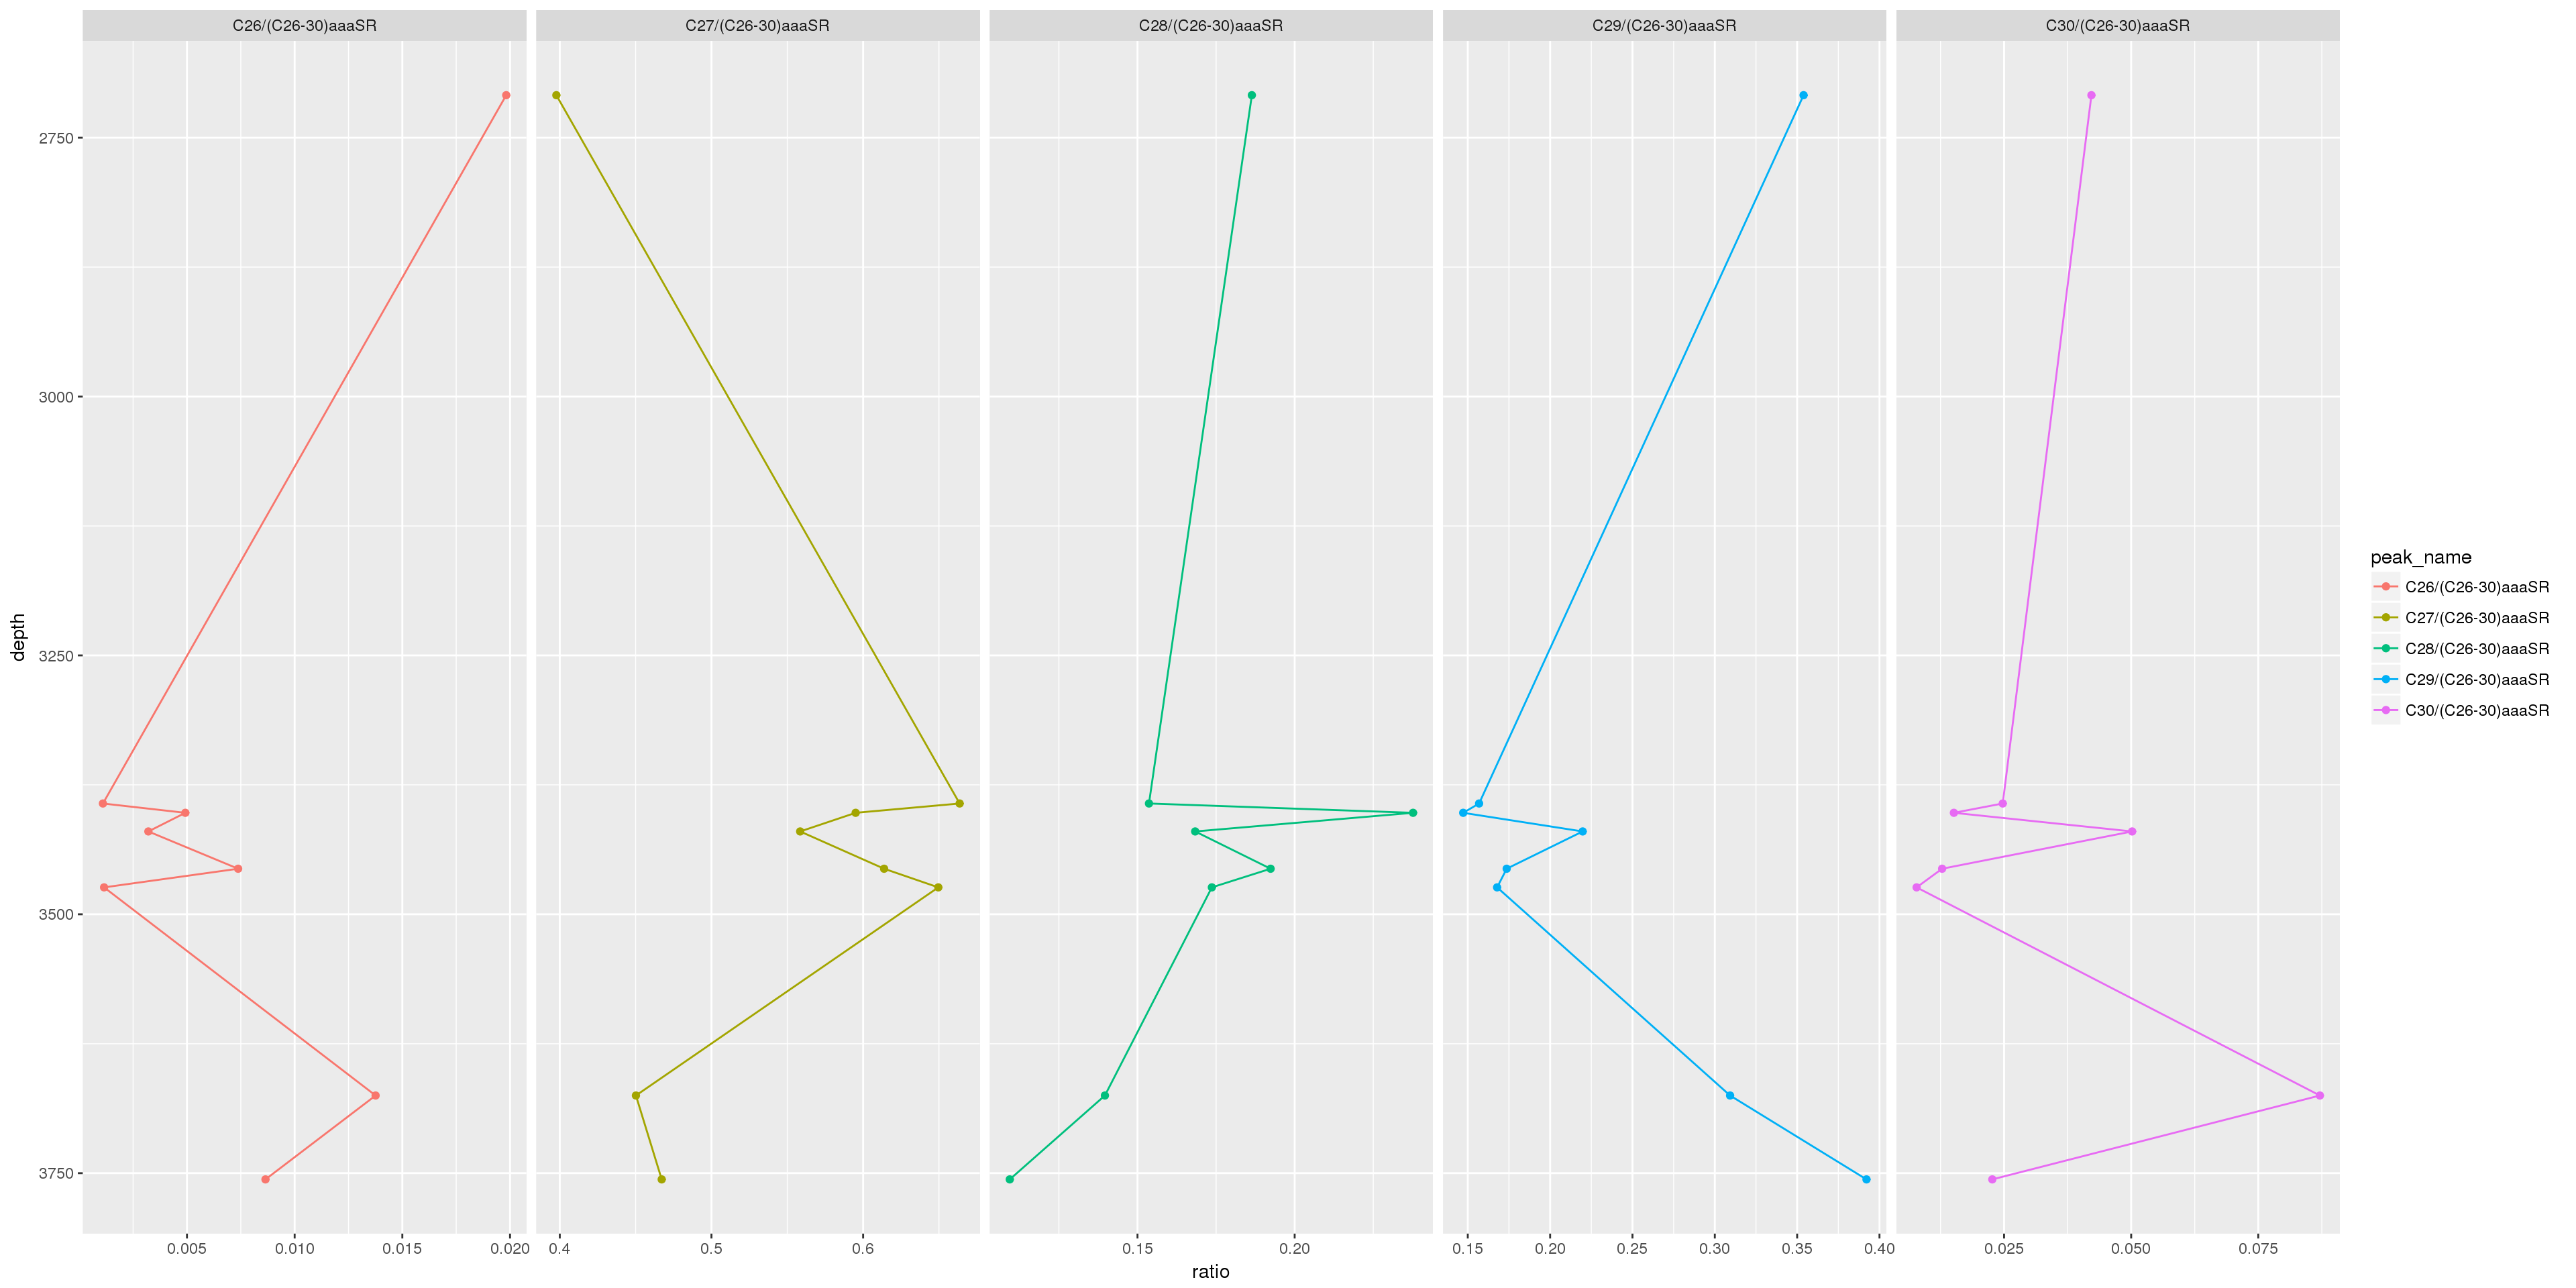 C26/(C26-30)aaaSR C27/(C26-30)aaaSR C28/(C26-30)aaaSR C29/(C26-30)aaaSR C30/(C26-30)aaaSR
2750
3000
3250
3500
3750
depth
0.005 0.010 0.015 0.020 0.4 0.5 0.6 0.15 0.20 0.15 0.20 0.25 0.30 0.35 0.40 0.025 0.050 0.075
ratio
peak_name
C26/(C26-30)aaaSR
C27/(C26-30)aaaSR
C28/(C26-30)aaaSR
C29/(C26-30)aaaSR
C30/(C26-30)aaaSR